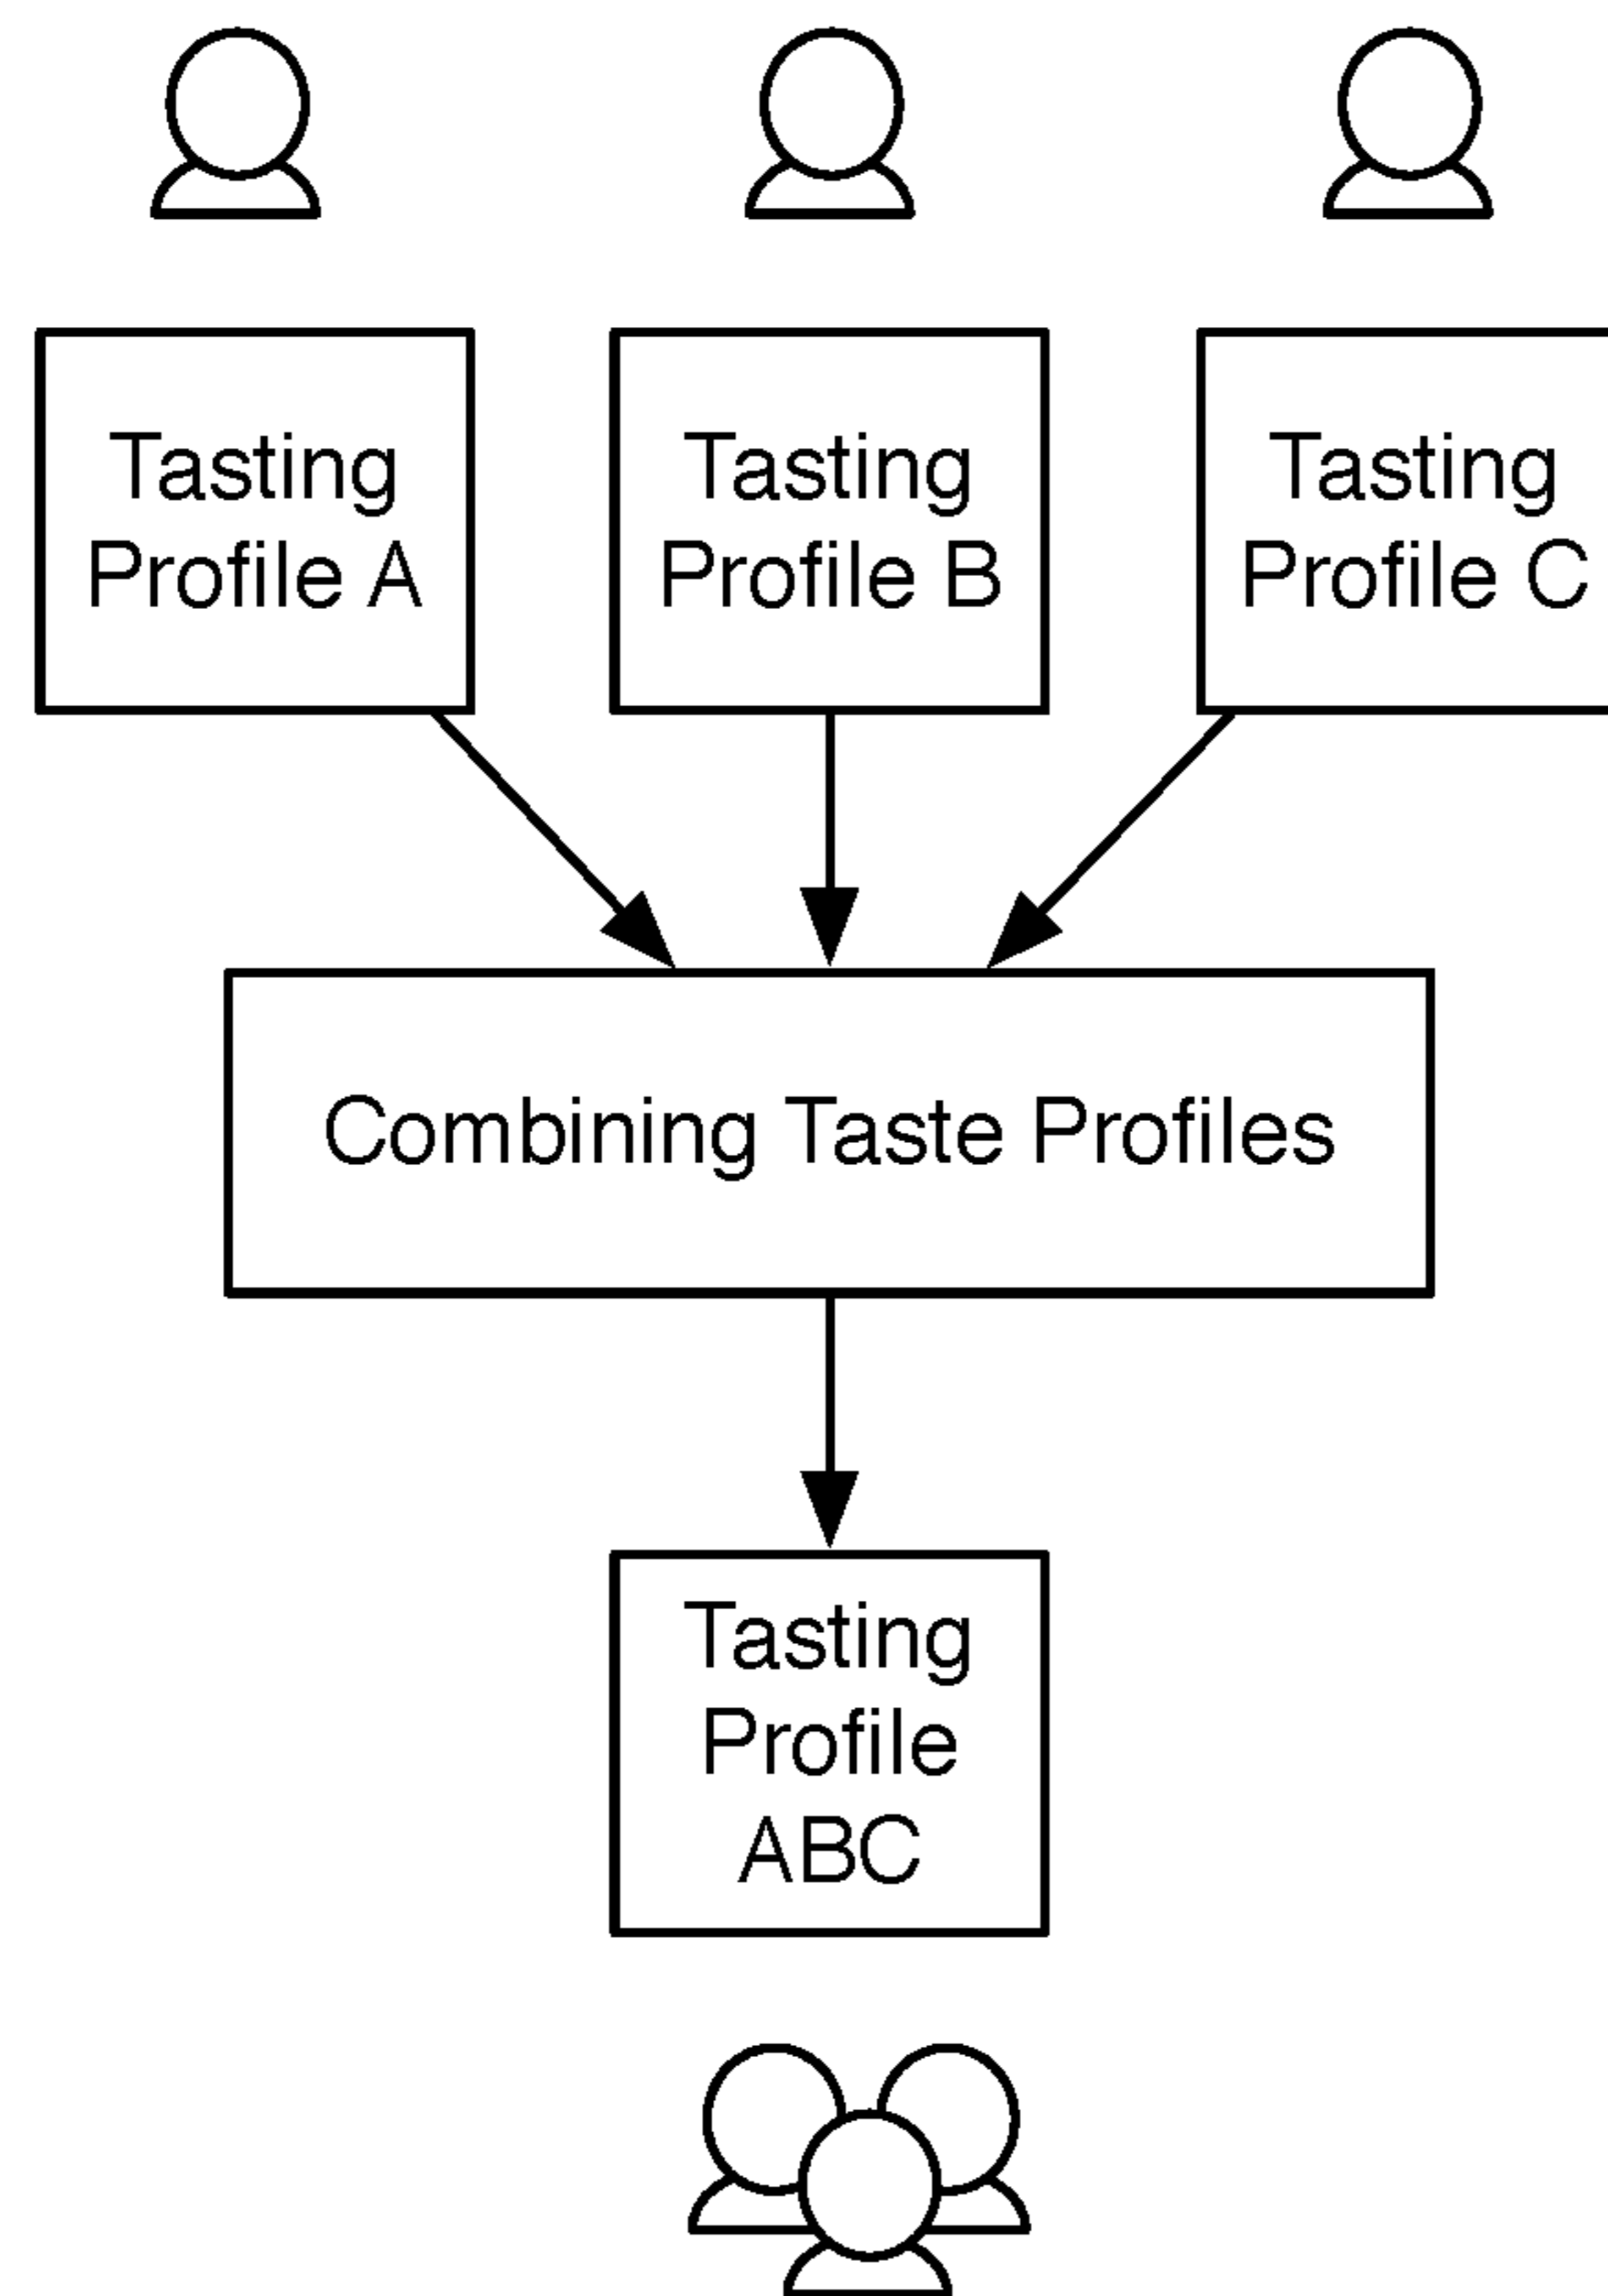 Tasting
Profile A
Tasting
Profile B
Tasting
Profile C
Combining Taste Profiles
Tasting
Profile
ABC